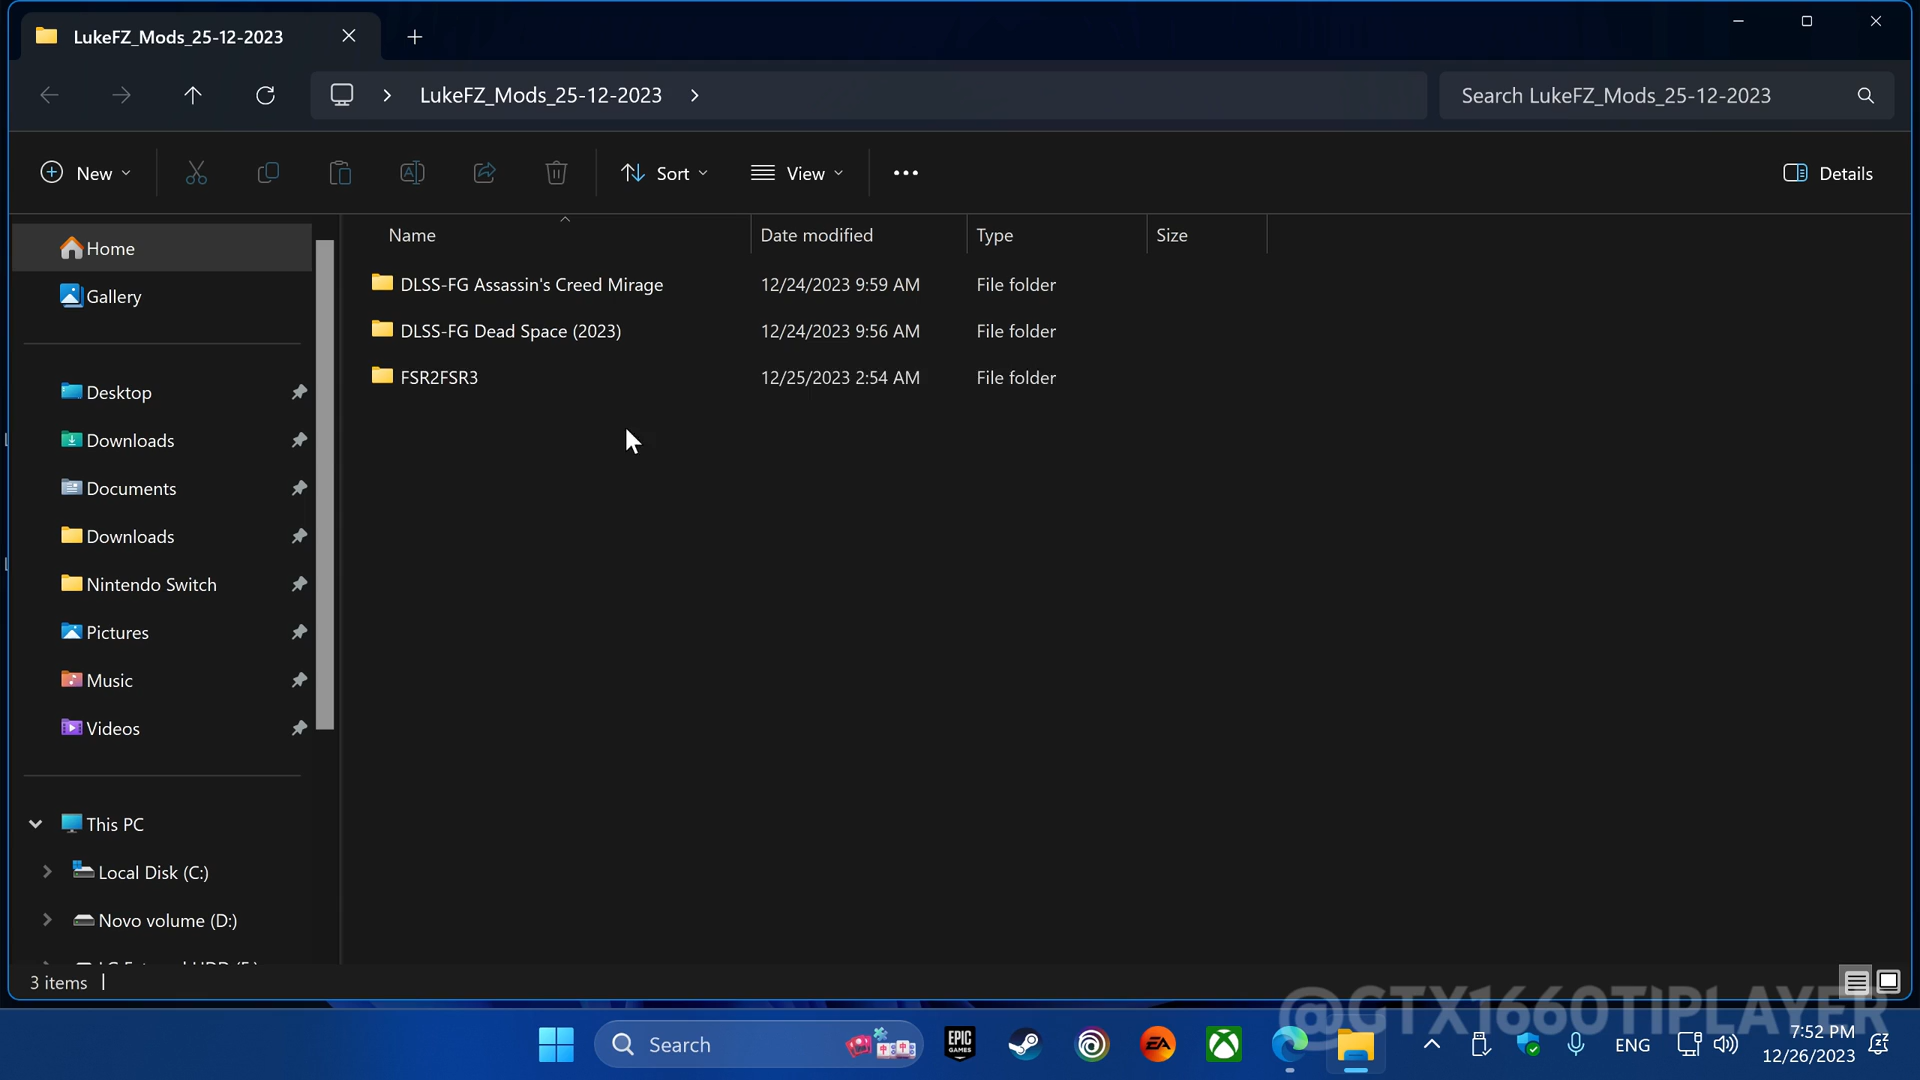 LukeFZ_Mods_25-12-2023
LukeFZ_Mods_25-12-2023
Search LukeFZ_Mods_25-12-2023
New
Sort
View
Details
Name Date modified Type Size
DLSS-FG Assassin's Creed Mirage 12/24/2023 9:59 AM File folder
DLSS-FG Dead Space (2023) 12/24/2023 9:56 AM File folder
FSR2FSR3 12/25/2023 2:54 AM File folder
Home
Gallery
Desktop
Downloads
Documents
Downloads
Nintendo Switch
Pictures
Music
Videos
This PC
Local Disk (C:)
Novo volume (D:)
3 items
@GTX1660TIPLAYER
Search
EPIC
GAMES
EA
ENG
7:52 PM
12/26/2023